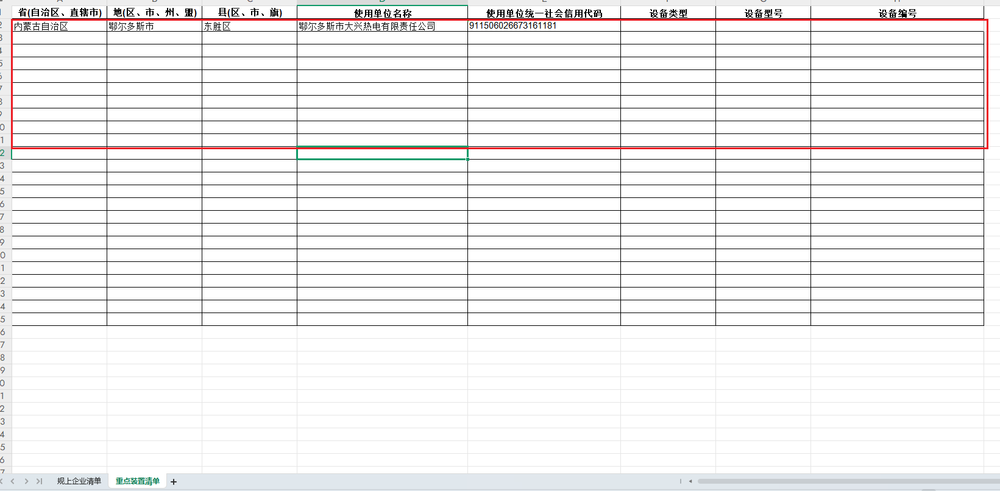 省(自治区、直辖市) 地(区、市、州、盟) 县(区、市、旗) 使用单位名称 使用单位统一社会信用代码 设备类型 设备型号 设备编号
内蒙古自治区 鄂尔多斯市 东胜区 鄂尔多斯市大兴热电有限责任公司 911506026673161181
规上企业清单 重点装置清单 +